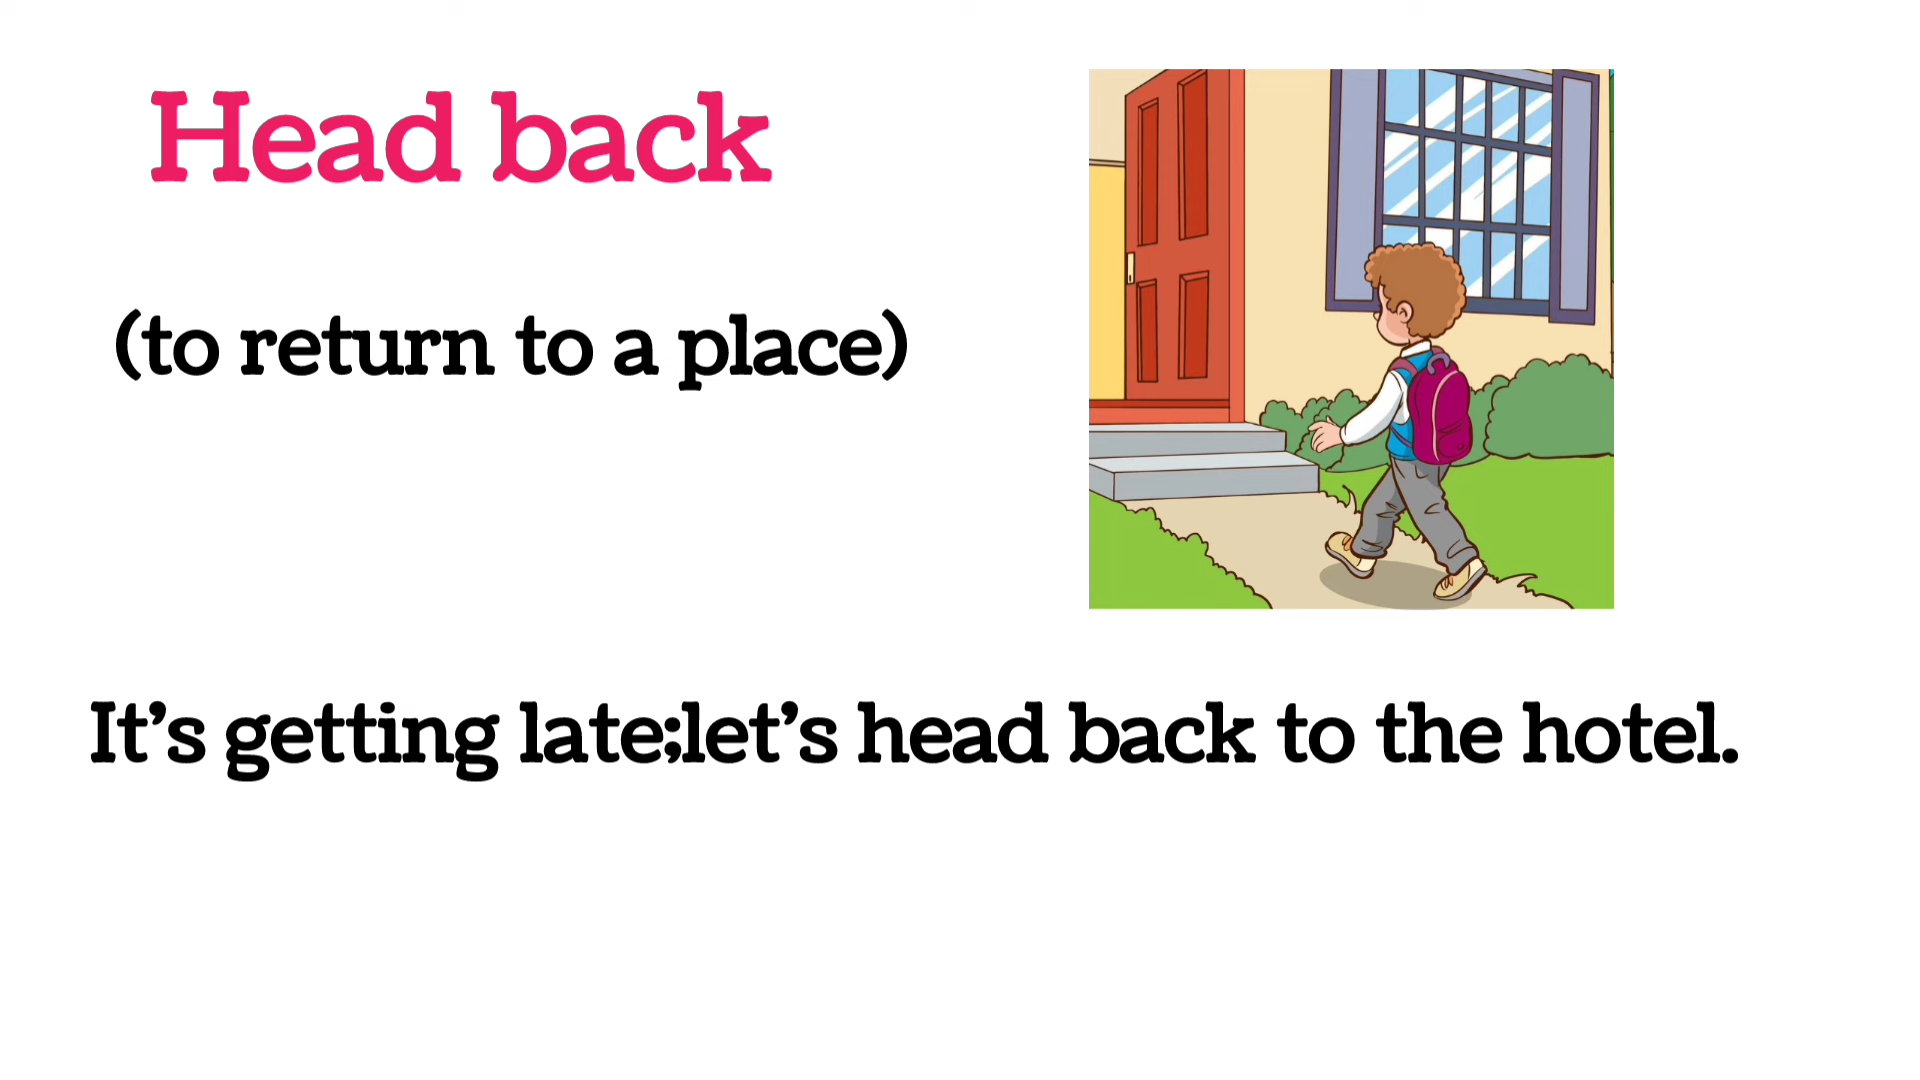 Head back
(to return to a place)
It’s getting late;let’s head back to the hotel.